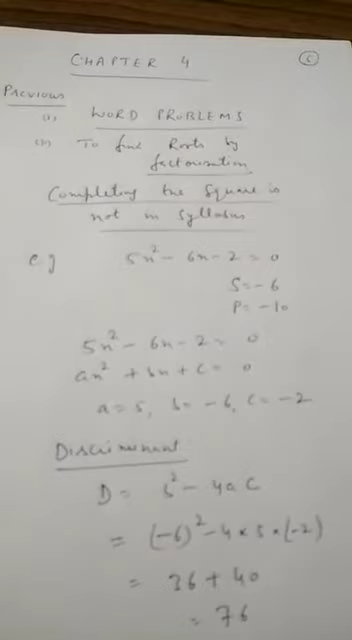 CHAPTER 4
5
PREVIOUS
(i) WORD PROBLEMS
(ii) To find Roots by
factorisation
Completing the Square is
not in Syllabus
eg 5x² - 6x - 2 = 0
S = -6
P = -10
5x² - 6x - 2 = 0
ax² + bx + c = 0
a = 5, b = -6, c = -2
Discriminant
D = b² - 4ac
= (-6)² - 4 × 5 × (-2)
= 36 + 40
= 76